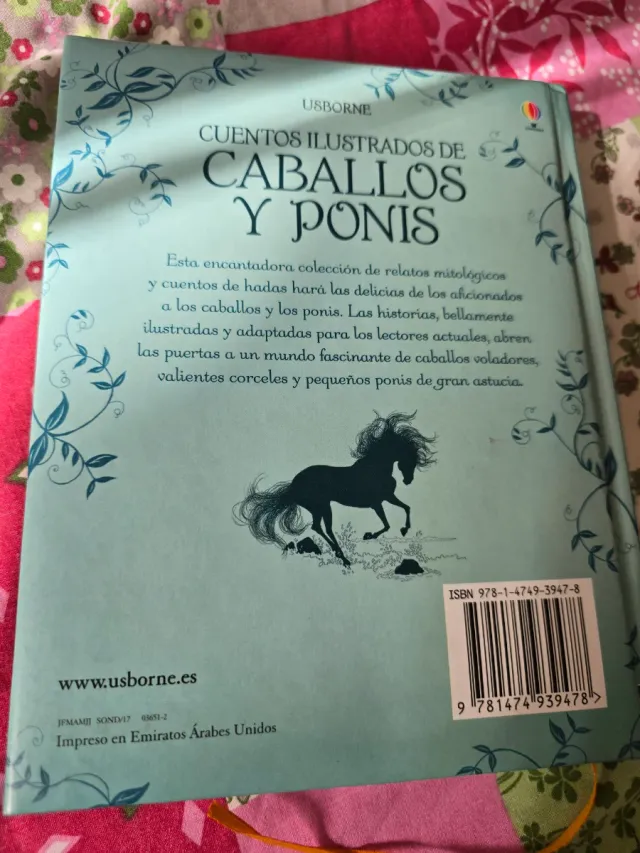 USBORNE
CUENTOS ILUSTRADOS DE
CABALLOS
Y PONIS
Esta encantadora colección de relatos mitológicos
y cuentos de hadas hará las delicias de los aficionados
a los caballos y los ponis. Las historias, bellamente
ilustradas y adaptadas para los lectores actuales, abren
las puertas a un mundo fascinante de caballos voladores,
valientes corceles y pequeños ponis de gran astucia.
ISBN 978-1-4749-3947-8
9 781474 939478 >
www.usborne.es
JFMAMJJ SOND/17 03651-2
Impreso en Emiratos Árabes Unidos